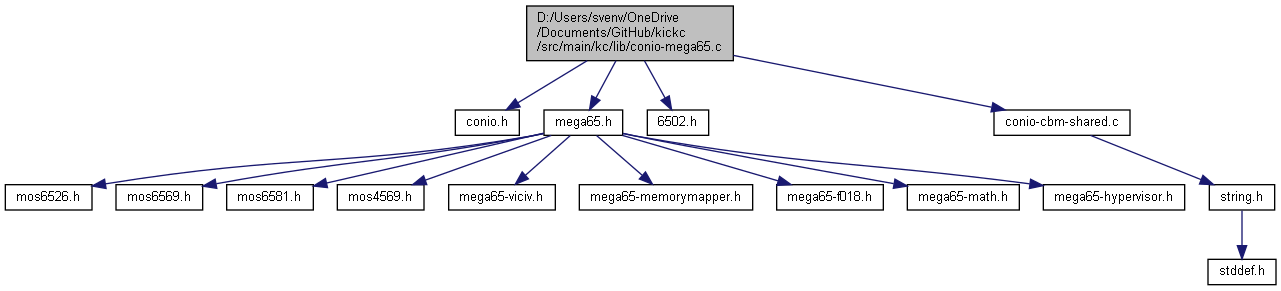 D:/Users/svenv/OneDrive
/Documents/GitHub/kickc
/src/main/kc/lib/conio-mega65.c
conio.h
mega65.h
6502.h
conio-cbm-shared.c
mos6526.h
mos6569.h
mos6581.h
mos4569.h
mega65-viciv.h
mega65-memorymapper.h
mega65-f018.h
mega65-math.h
mega65-hypervisor.h
string.h
stddef.h